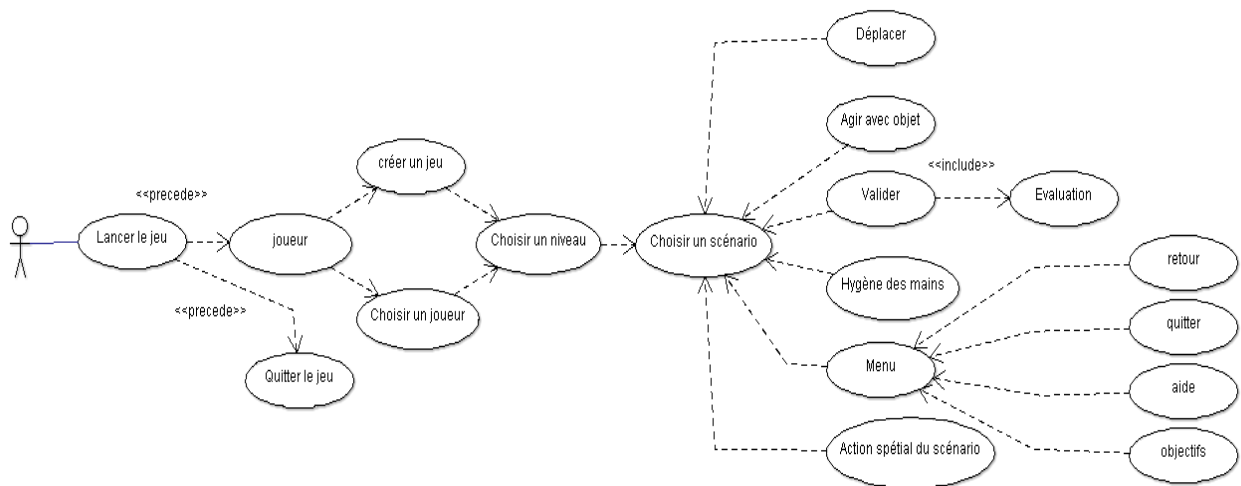 Déplacer
Agir avec objet
créer un jeu
<<include>>
<<precede>>
Valider
Evaluation
Lancer le jeu
joueur
Choisir un niveau
Choisir un scénario
retour
Hygène des mains
<<precede>>
Choisir un joueur
quitter
Menu
Quitter le jeu
aide
Action spétial du scénario
objectifs